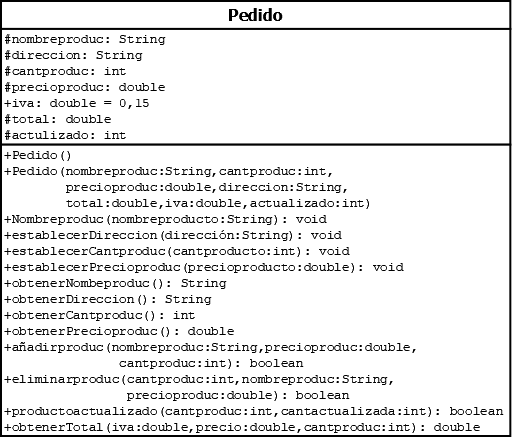 Pedido
#nombreproduc: String
#direccion: String
#cantproduc: int
#precioproduc: double
+iva: double = 0,15
#total: double
#actulizado: int
+Pedido()
+Pedido(nombreproduc:String,cantproduc:int,
precioproduc:double,direccion:String,
total:double,iva:double,actualizado:int)
+Nombreproduc(nombreproducto:String): void
+establecerDireccion(dirección:String): void
+establecerCantproduc(cantproducto:int): void
+establecerPrecioproduc(precioproducto:double): void
+obtenerNombeproduc(): String
+obtenerDireccion(): String
+obtenerCantproduc(): int
+obtenerPrecioproduc(): double
+añadirproduc(nombreproduc:String,precioproduc:double,
cantproduc:int): boolean
+eliminarproduc(cantproduc:int,nombreproduc:String,
precioproduc:double): boolean
+productoactualizado(cantproduc:int,cantactualizada:int): boolean
+obtenerTotal(iva:double,precio:double,cantproduc:int): double